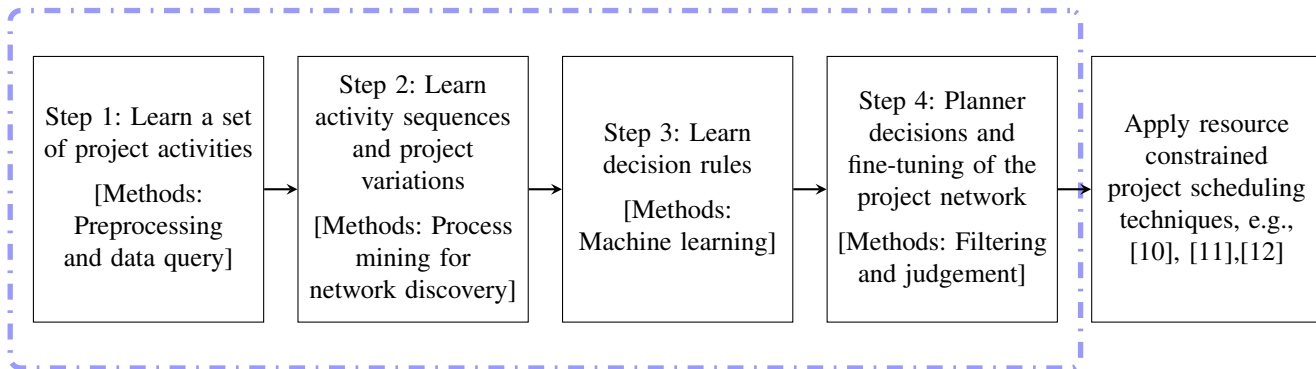 Step 1: Learn a set
of project activities
[Methods:
Preprocessing
and data query]
Step 2: Learn
activity sequences
and project
variations
[Methods: Process
mining for
network discovery]
Step 3: Learn
decision rules
[Methods:
Machine learning]
Step 4: Planner
decisions and
fine-tuning of the
project network
[Methods: Filtering
and judgement]
Apply resource
constrained
project scheduling
techniques, e.g.,
[10], [11],[12]